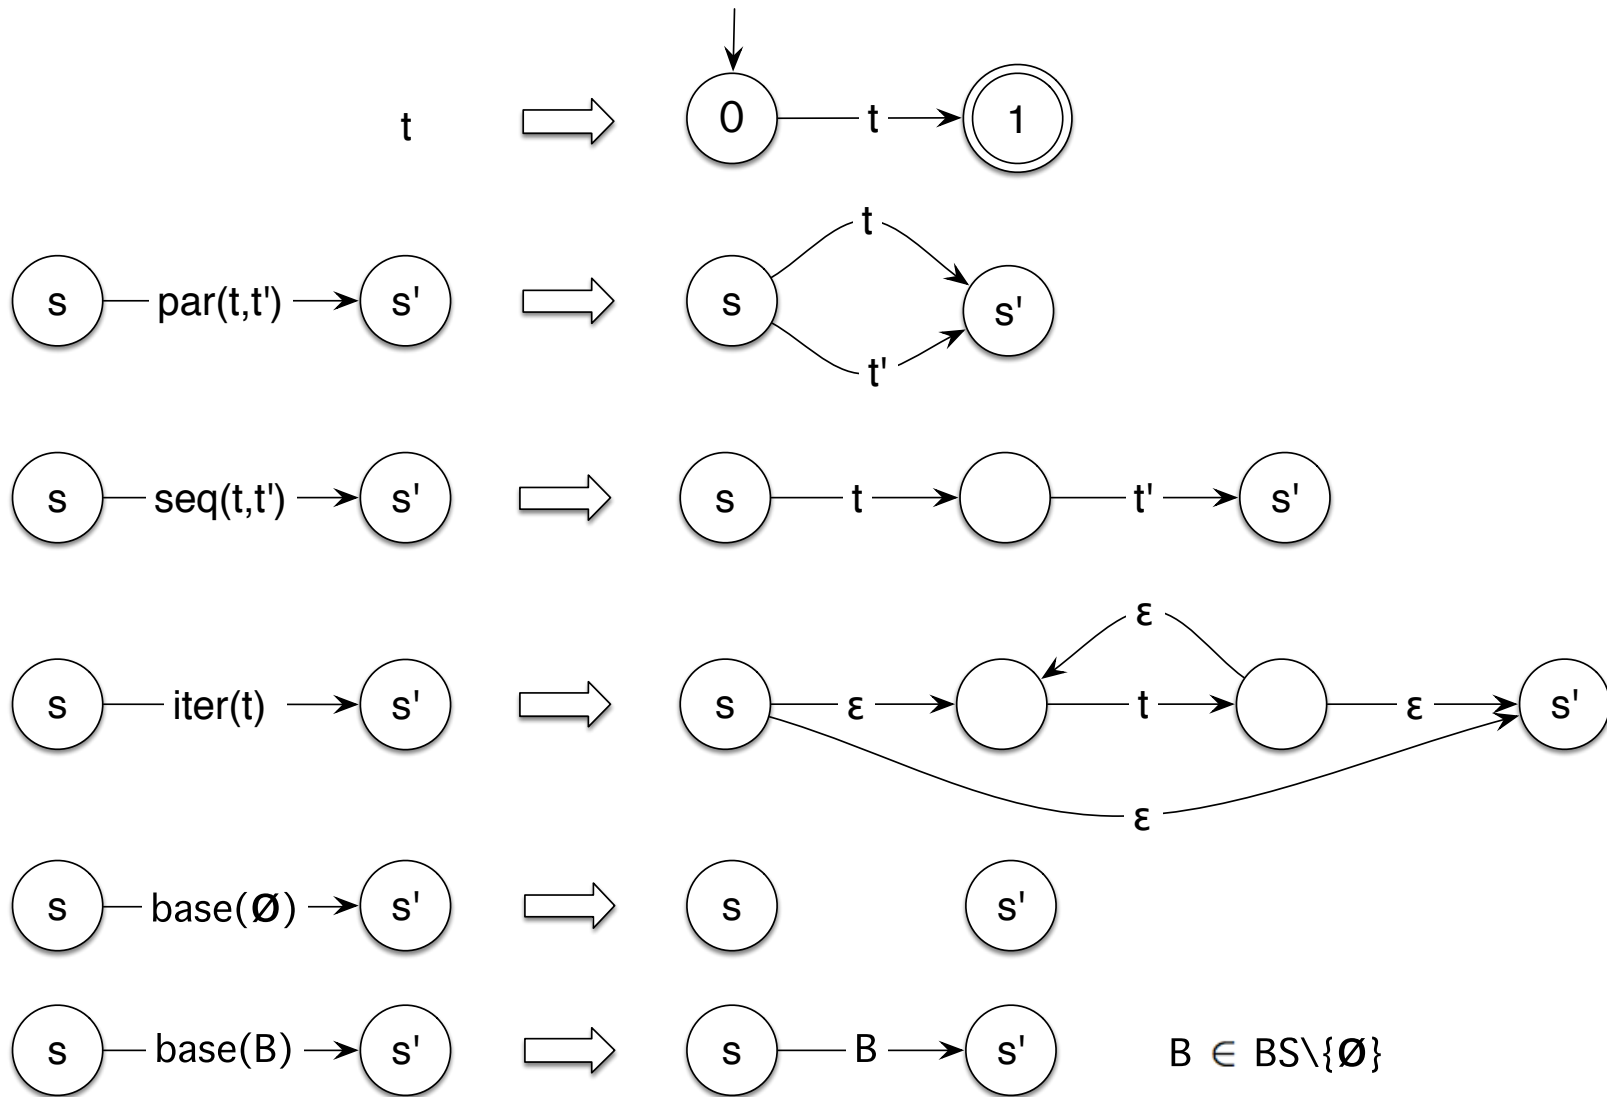 t 0 t 1
s par(t,t') s' s t t' s'
s seq(t,t') s' s t t' s'
s iter(t) s' s ε ε t ε ε s'
s base(Ø) s' s s'
s base(B) s' s B s' B ∈ BS\{Ø}